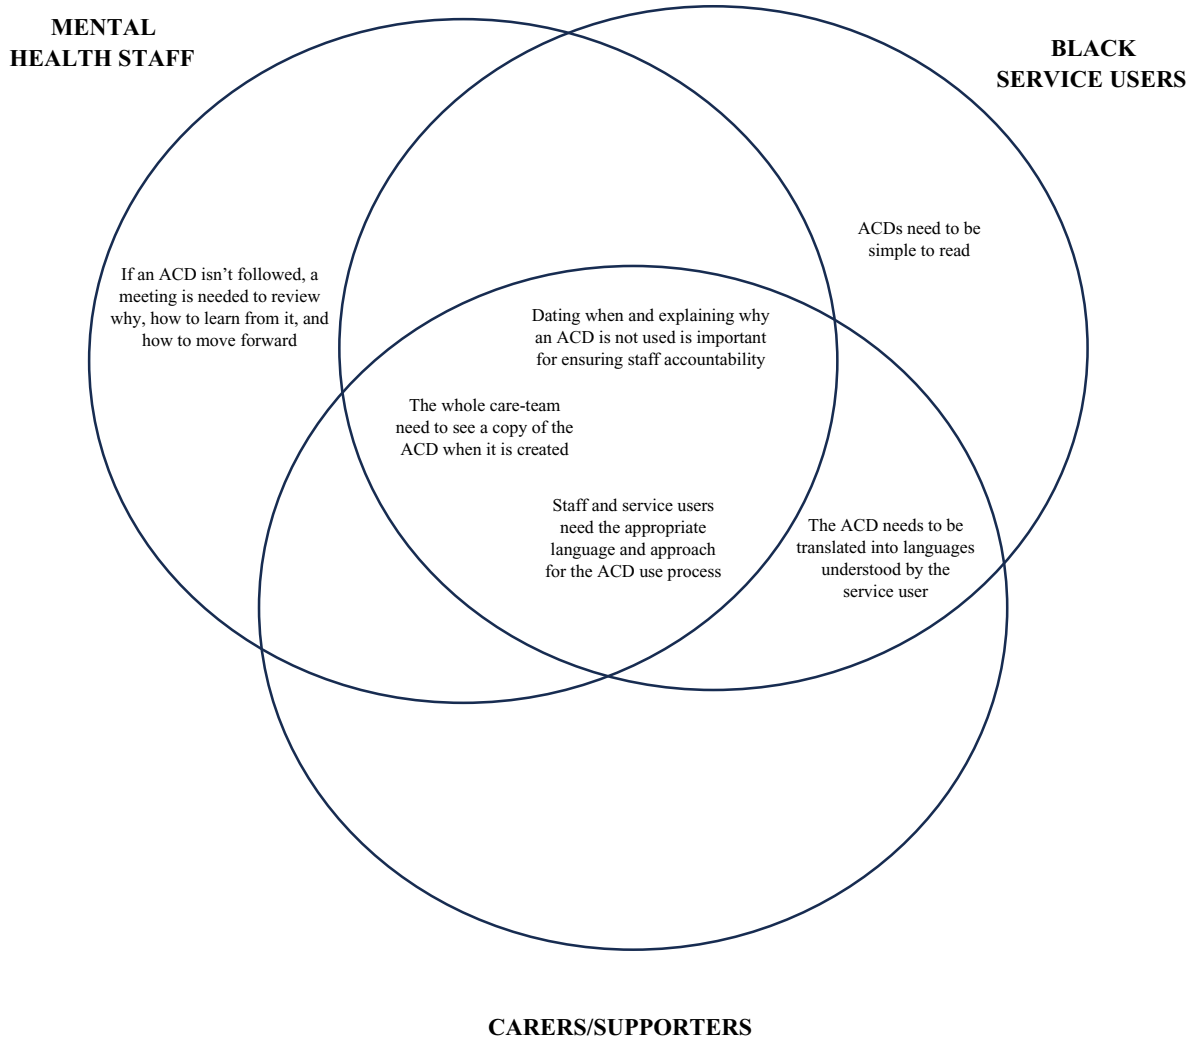 MENTAL
HEALTH STAFF
BLACK
SERVICE USERS
ACDs need to be
simple to read
If an ACD isn’t followed, a
meeting is needed to review
why, how to learn from it, and
how to move forward
Dating when and explaining why
an ACD is not used is important
for ensuring staff accountability
The whole care-team
need to see a copy of the
ACD when it is created
Staff and service users
need the appropriate
language and approach
for the ACD use process
The ACD needs to be
translated into languages
understood by the
service user
CARERS/SUPPORTERS